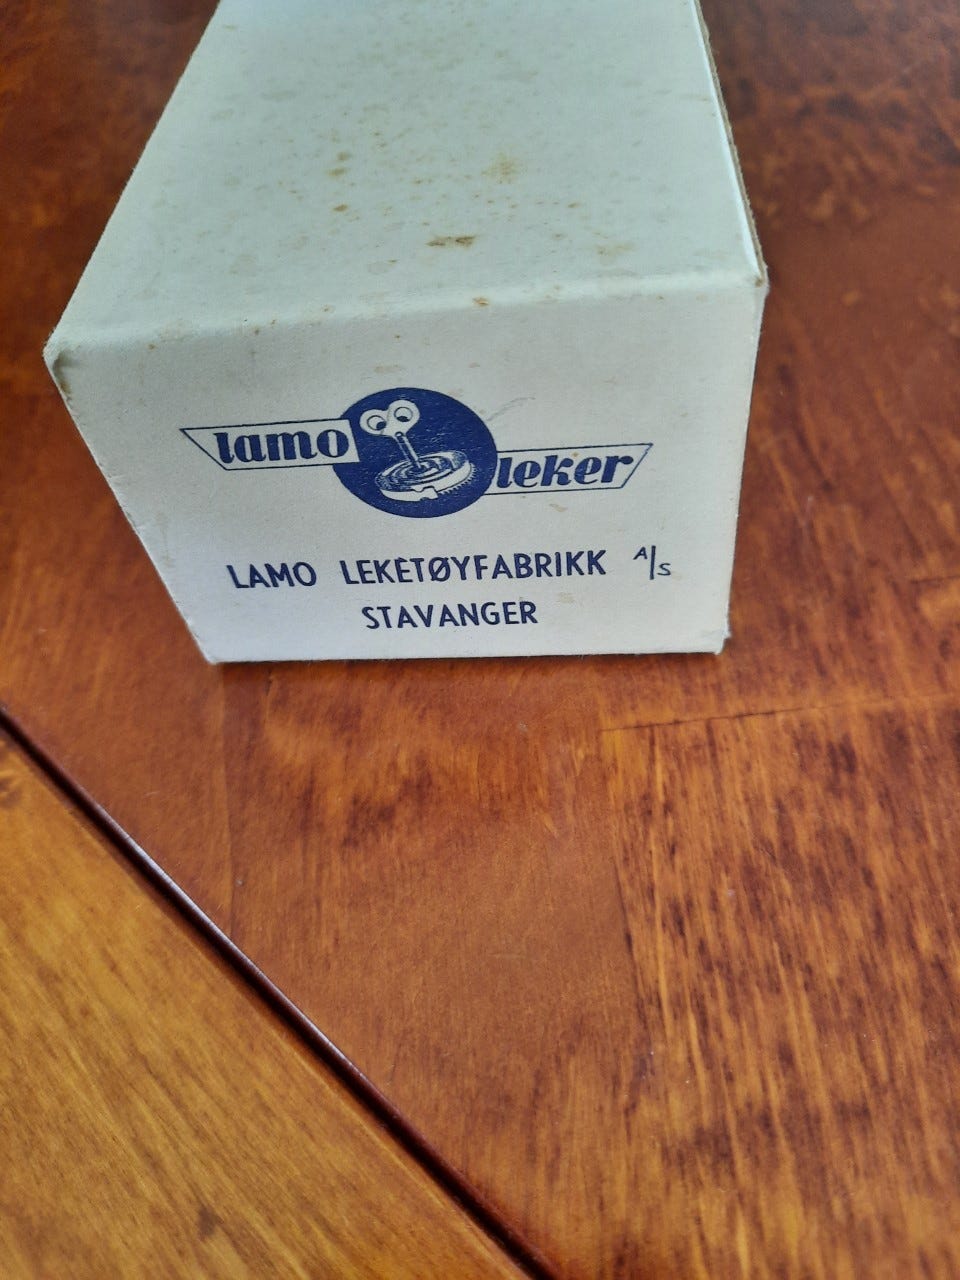 lamo leker
LAMO LEKETØYFABRIKK A/S
STAVANGER